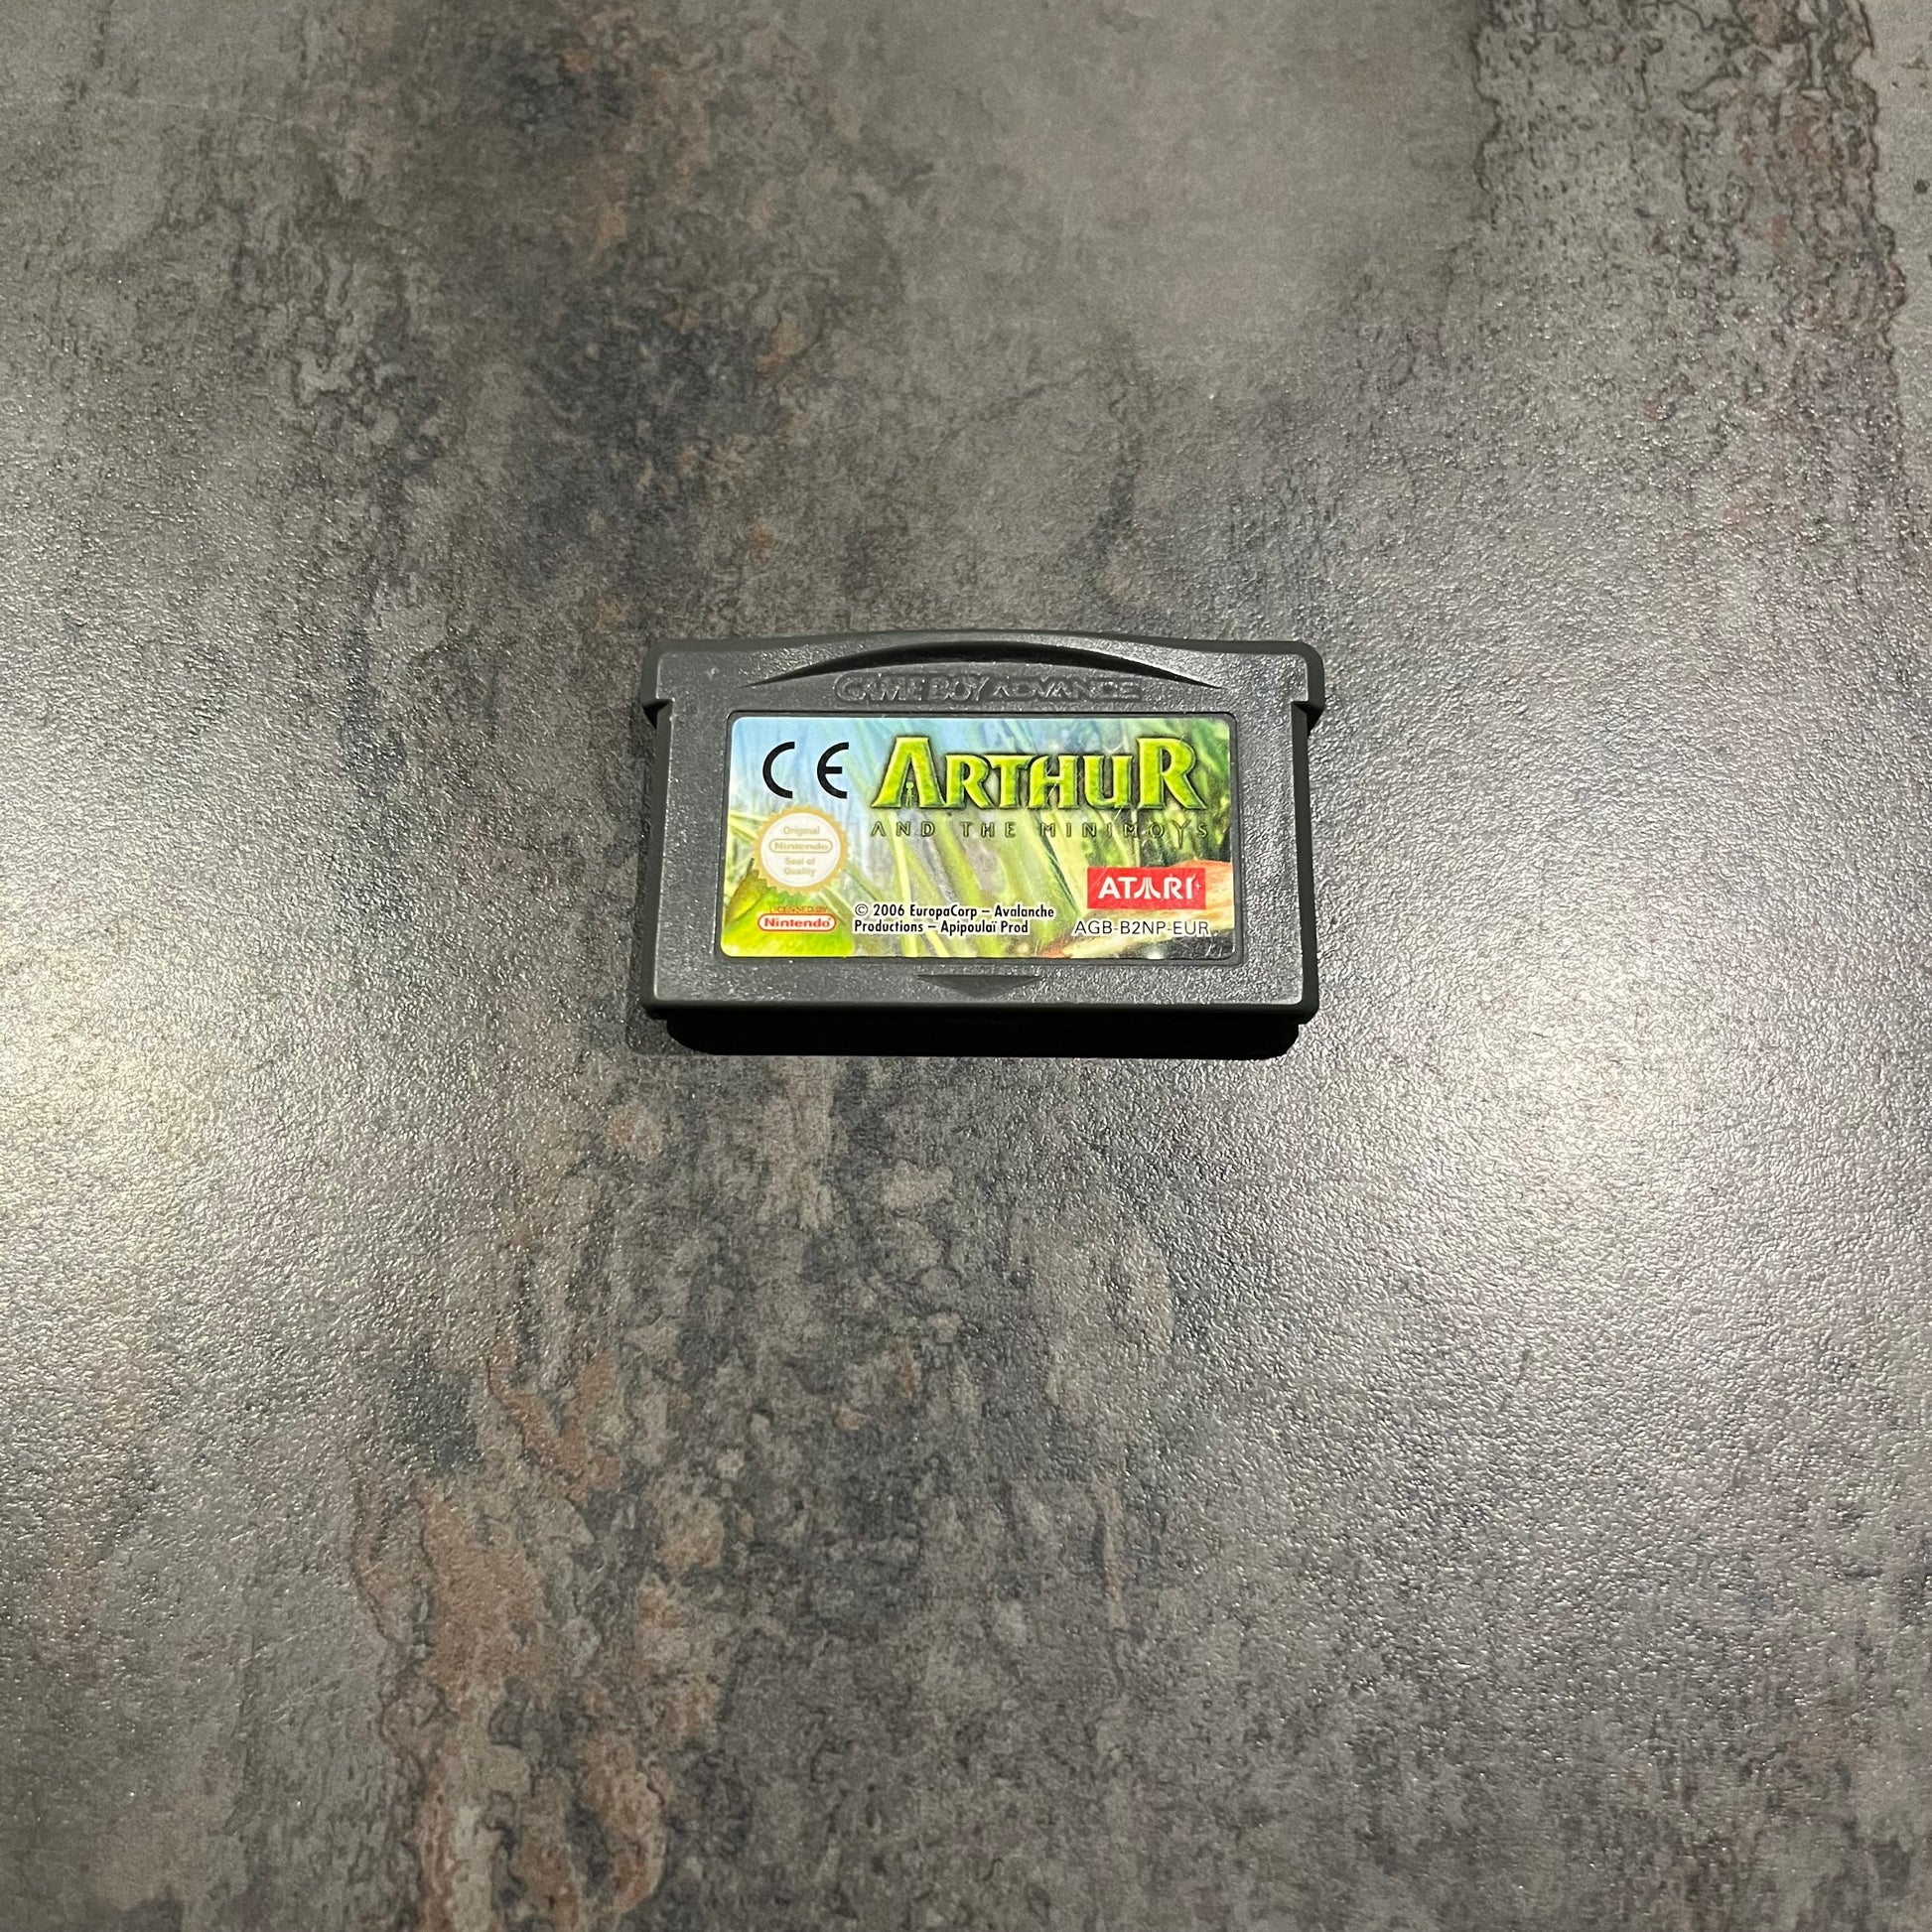 GAME BOY ADVANCE
CE
ARTHUR
AND THE MINIMOYS
Original
Nintendo
Seal of
Quality
ATARI
LICENSED BY
Nintendo
© 2006 EuropaCorp – Avalanche
Productions – Apipoulaï Prod
AGB-B2NP-EUR